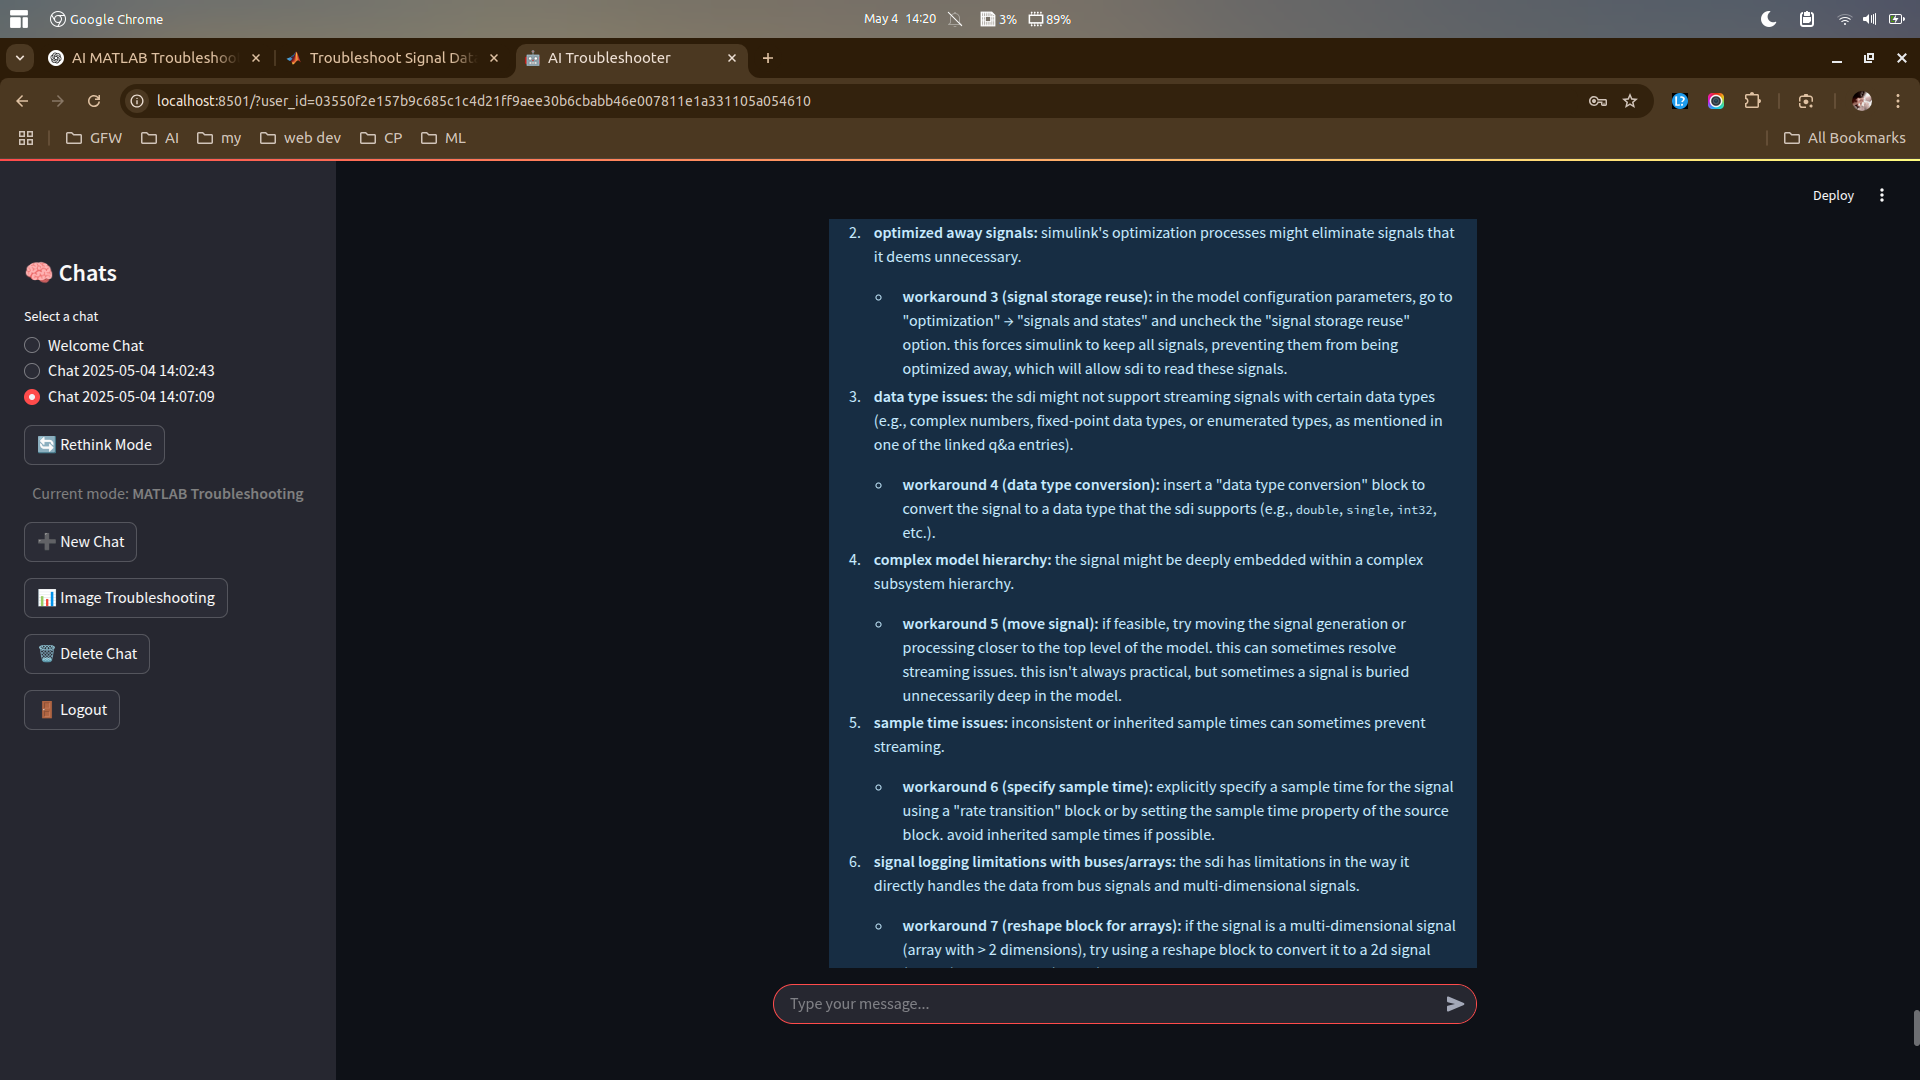 Google Chrome
May 4 14:20
3%
89%
AI MATLAB Troubleshoo
Troubleshoot Signal Dat
AI Troubleshooter
localhost:8501/?user_id=03550f2e157b9c685c1c4d21ff9aee30b6cbabb46e007811e1a331105a054610
GFW
AI
my
web dev
CP
ML
All Bookmarks
Deploy
Chats
Select a chat
Welcome Chat
Chat 2025-05-04 14:02:43
Chat 2025-05-04 14:07:09
Rethink Mode
Current mode: MATLAB Troubleshooting
New Chat
Image Troubleshooting
Delete Chat
Logout
2. optimized away signals: simulink's optimization processes might eliminate signals that
it deems unnecessary.
workaround 3 (signal storage reuse): in the model configuration parameters, go to
"optimization" → "signals and states" and uncheck the "signal storage reuse"
option. this forces simulink to keep all signals, preventing them from being
optimized away, which will allow sdi to read these signals.
3. data type issues: the sdi might not support streaming signals with certain data types
(e.g., complex numbers, fixed-point data types, or enumerated types, as mentioned in
one of the linked q&a entries).
workaround 4 (data type conversion): insert a "data type conversion" block to
convert the signal to a data type that the sdi supports (e.g., double, single, int32,
etc.).
4. complex model hierarchy: the signal might be deeply embedded within a complex
subsystem hierarchy.
workaround 5 (move signal): if feasible, try moving the signal generation or
processing closer to the top level of the model. this can sometimes resolve
streaming issues. this isn't always practical, but sometimes a signal is buried
unnecessarily deep in the model.
5. sample time issues: inconsistent or inherited sample times can sometimes prevent
streaming.
workaround 6 (specify sample time): explicitly specify a sample time for the signal
using a "rate transition" block or by setting the sample time property of the source
block. avoid inherited sample times if possible.
6. signal logging limitations with buses/arrays: the sdi has limitations in the way it
directly handles the data from bus signals and multi-dimensional signals.
workaround 7 (reshape block for arrays): if the signal is a multi-dimensional signal
(array with > 2 dimensions), try using a reshape block to convert it to a 2d signal
Type your message...